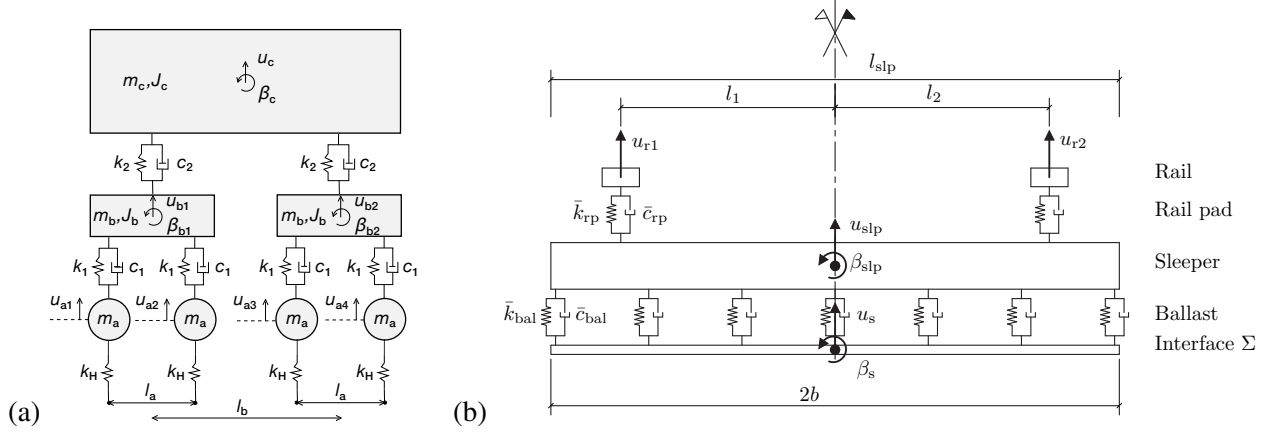 u_c
m_c, J_c
β_c
k_2 c_2 k_2 c_2
u_b1 u_b2
m_b, J_b m_b, J_b
β_b1 β_b2
k_1 c_1 k_1 c_1 k_1 c_1 k_1 c_1
u_a1 u_a2 u_a3 u_a4
m_a m_a m_a m_a
k_H k_H k_H k_H
l_a l_a
l_b
(a)
l_slp
l_1 l_2
u_r1 u_r2
Rail
k̄_rp c̄_rp Rail pad
u_slp
β_slp Sleeper
k̄_bal c̄_bal u_s Ballast
Interface Σ
β_s
2b
(b)